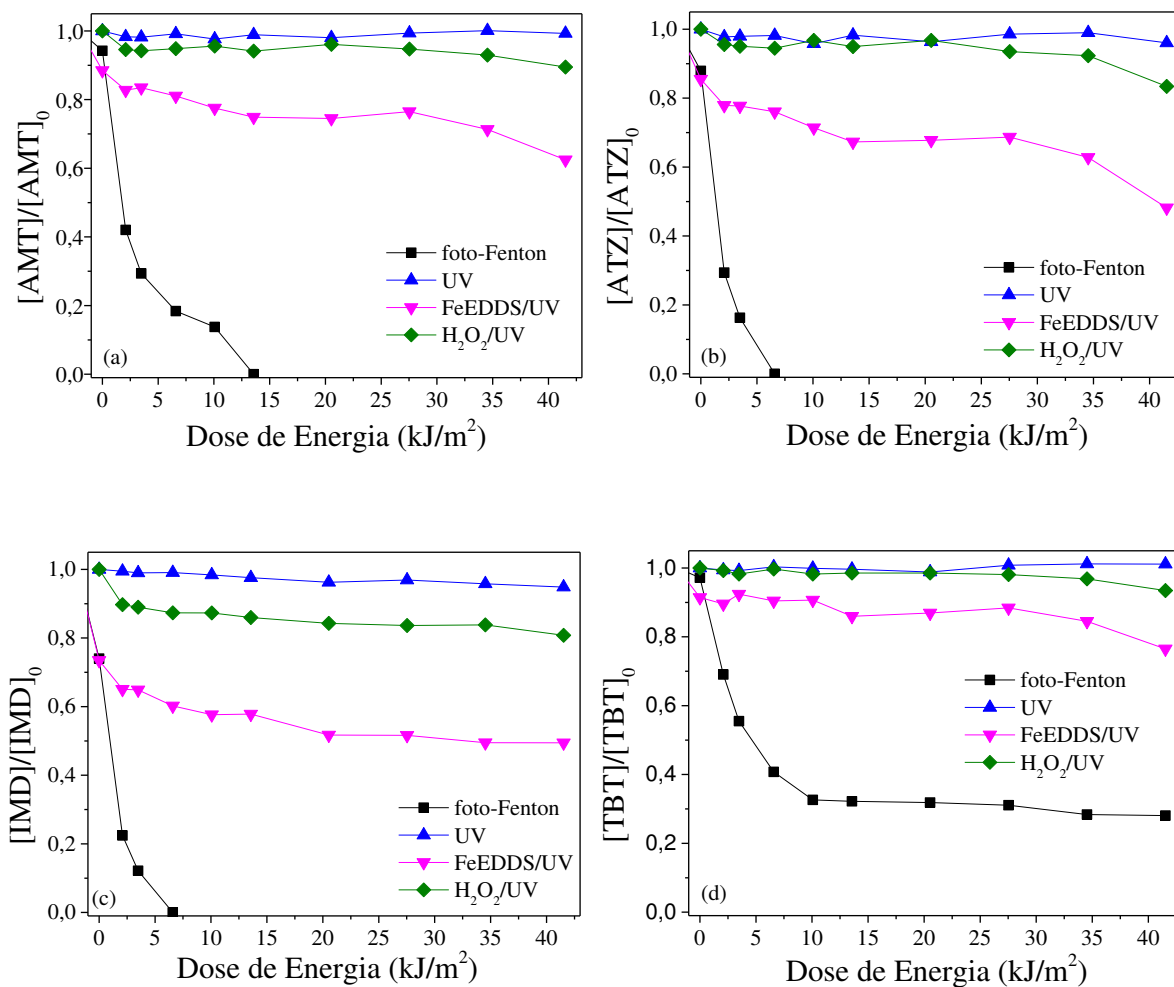 [AMT]/[AMT]₀
1,0
0,8
0,6
0,4
0,2
0,0
foto-Fenton
UV
FeEDDS/UV
H₂O₂/UV
(a)
0 5 10 15 20 25 30 35 40
Dose de Energia (kJ/m²)
[ATZ]/[ATZ]₀
1,0
0,8
0,6
0,4
0,2
0,0
foto-Fenton
UV
FeEDDS/UV
H₂O₂/UV
(b)
0 5 10 15 20 25 30 35 40
Dose de Energia (kJ/m²)
[IMD]/[IMD]₀
1,0
0,8
0,6
0,4
0,2
0,0
foto-Fenton
UV
FeEDDS/UV
H₂O₂/UV
(c)
0 5 10 15 20 25 30 35 40
Dose de Energia (kJ/m²)
[TBT]/[TBT]₀
1,0
0,8
0,6
0,4
0,2
0,0
foto-Fenton
UV
FeEDDS/UV
H₂O₂/UV
(d)
0 5 10 15 20 25 30 35 40
Dose de Energia (kJ/m²)